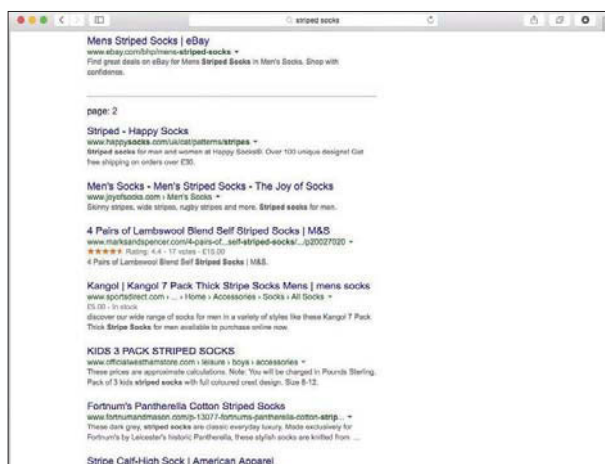 striped socks
Mens Striped Socks | eBay
www.ebay.com/bhp/mens-striped-socks
Find great deals on eBay for Mens Striped Socks in Men's Socks. Shop with
confidence.
page: 2
Striped - Happy Socks
www.happysocks.com/uk/cat/patterns/stripes
Striped socks for man and women at Happy Socks®. Over 100 unique designs! Get
free shipping on orders over £30.
Men's Socks - Men's Striped Socks - The Joy of Socks
www.joyofsocks.com › Men's Socks
Skinny stripes, wide stripes, rugby stripes and more. Striped socks for men.
4 Pairs of Lambswool Blend Self Striped Socks | M&S
www.marksandspencer.com/4-pairs-of...self-striped-socks/.../p20027020
Rating: 4.4 - 17 votes - £15.00
4 Pairs of Lambswool Blend Self Striped Socks | M&S.
Kangol | Kangol 7 Pack Thick Stripe Socks Mens | mens socks
www.sportsdirect.com › ... › Home › Accessories › Socks › All Socks
£5.00 - In stock
discover our wide range of socks for men in a variety of styles like these Kangol 7 Pack
Thick Stripe Socks for men available to purchase online now.
KIDS 3 PACK STRIPED SOCKS
www.officialwesthamstore.com › leisure › boys › accessories
These prices are approximate calculations. Note: You will be charged in Pounds Sterling.
Pack of 3 kids striped socks with full coloured crest design. Size 8-12.
Fortnum's Pantherella Cotton Striped Socks
www.fortnumandmason.com/p-13077-fortnums-pantherella-cotton-strip...
These dark grey, striped socks are classic everyday luxury. Made exclusively for
Fortnum's by Leicester's historic Pantherella, these stylish socks are knitted from ...
Stripe Calf-High Sock | American Apparel